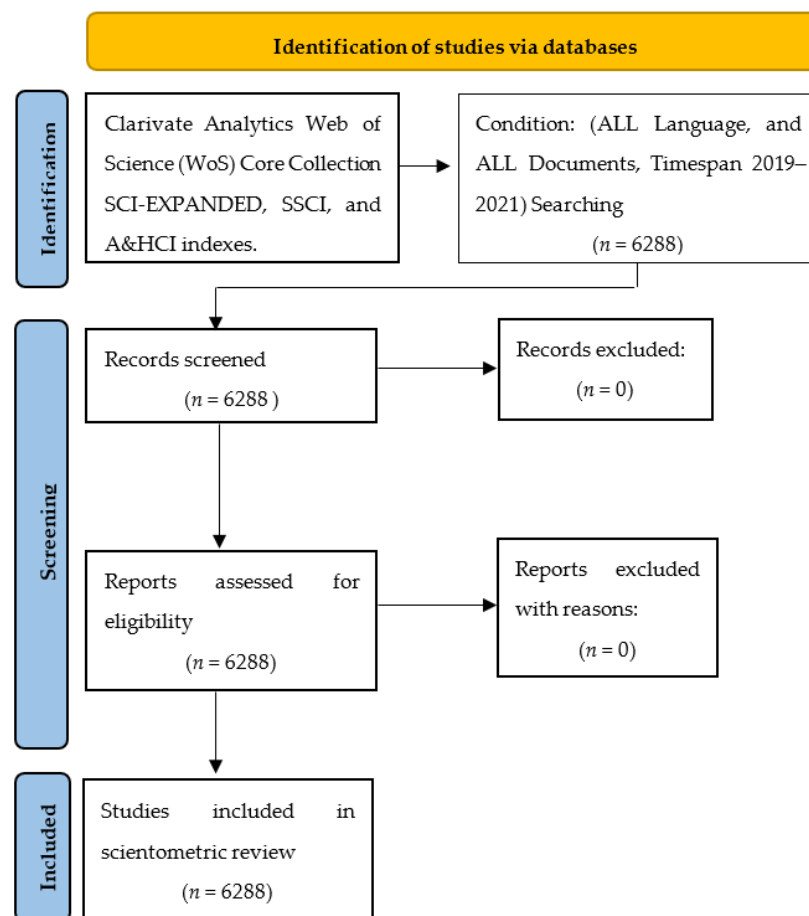 Identification of studies via databases
Identification
Clarivate Analytics Web of
Science (WoS) Core Collection
SCI-EXPANDED, SSCI, and
A&HCI indexes.
Condition: (ALL Language, and
ALL Documents, Timespan 2019–
2021) Searching
(n = 6288)
Screening
Records screened
(n = 6288 )
Records excluded:
(n = 0)
Reports assessed for
eligibility
(n = 6288)
Reports excluded
with reasons:
(n = 0)
Included
Studies included in
scientometric review
(n = 6288)